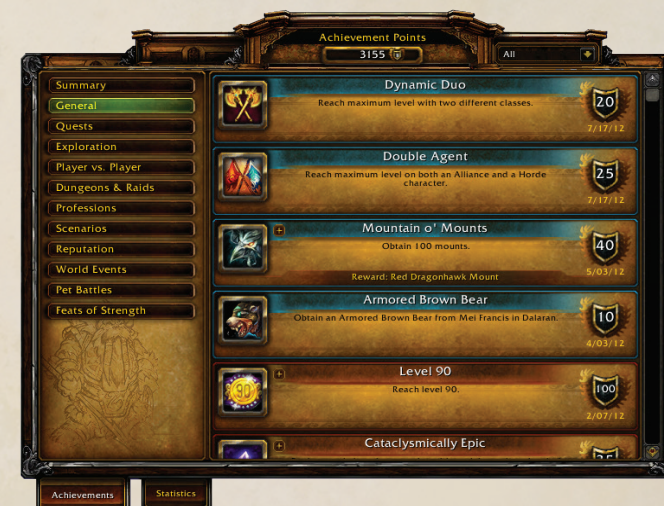 Achievement Points
3155
All
Summary
General
Quests
Exploration
Player vs. Player
Dungeons & Raids
Professions
Scenarios
Reputation
World Events
Pet Battles
Feats of Strength
Dynamic Duo
Reach maximum level with two different classes.
20
7/17/12
Double Agent
Reach maximum level on both an Alliance and a Horde
character.
25
7/17/12
Mountain o' Mounts
Obtain 100 mounts.
Reward: Red Dragonhawk Mount
40
5/03/12
Armored Brown Bear
Obtain an Armored Brown Bear from Mei Francis in Dalaran.
10
4/03/12
90
Level 90
Reach level 90.
100
2/07/12
Cataclysmically Epic
Achievements
Statistics